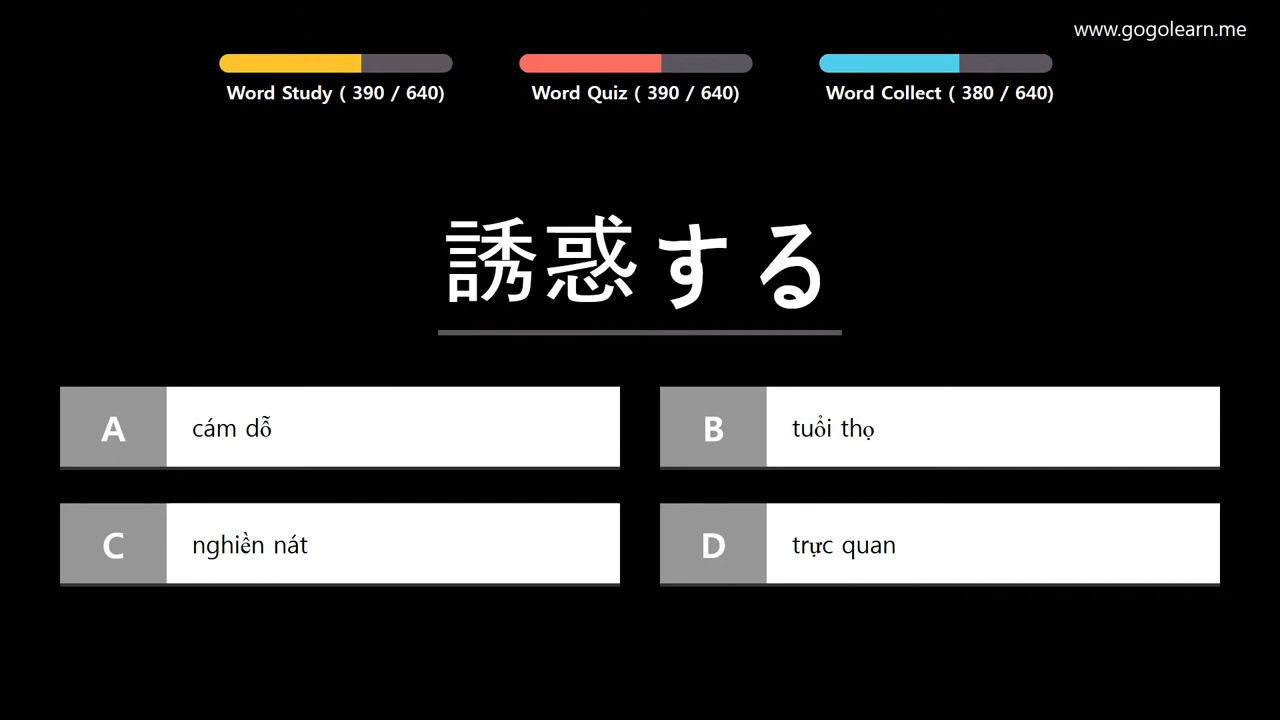 www.gogolearn.me
Word Study ( 390 / 640)
Word Quiz ( 390 / 640)
Word Collect ( 380 / 640)
誘惑する
A cám dỗ
B tuổi thọ
C nghiền nát
D trực quan